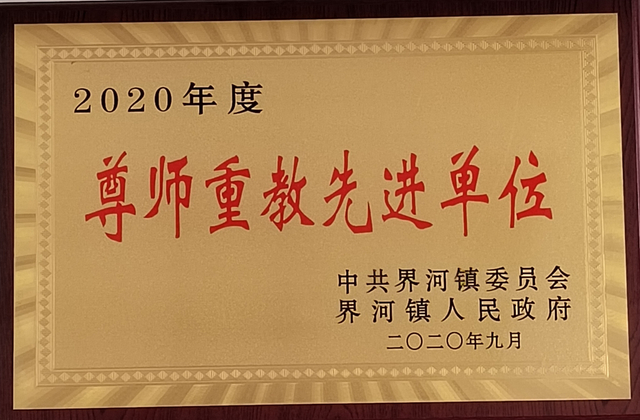 2020年度
尊师重教先进单位
中共界河镇委员会
界河镇人民政府
二〇二〇年九月